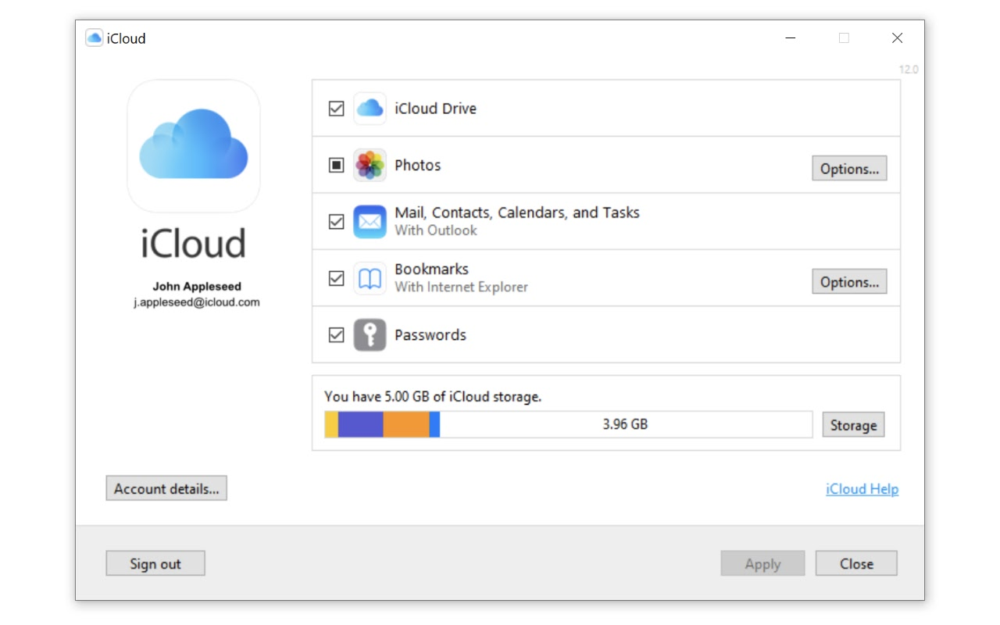 iCloud
12.0
iCloud
John Appleseed
j.appleseed@icloud.com
iCloud Drive
Photos
Options...
Mail, Contacts, Calendars, and Tasks
With Outlook
Bookmarks
With Internet Explorer
Options...
Passwords
You have 5.00 GB of iCloud storage.
3.96 GB
Storage
Account details...
iCloud Help
Sign out
Apply
Close